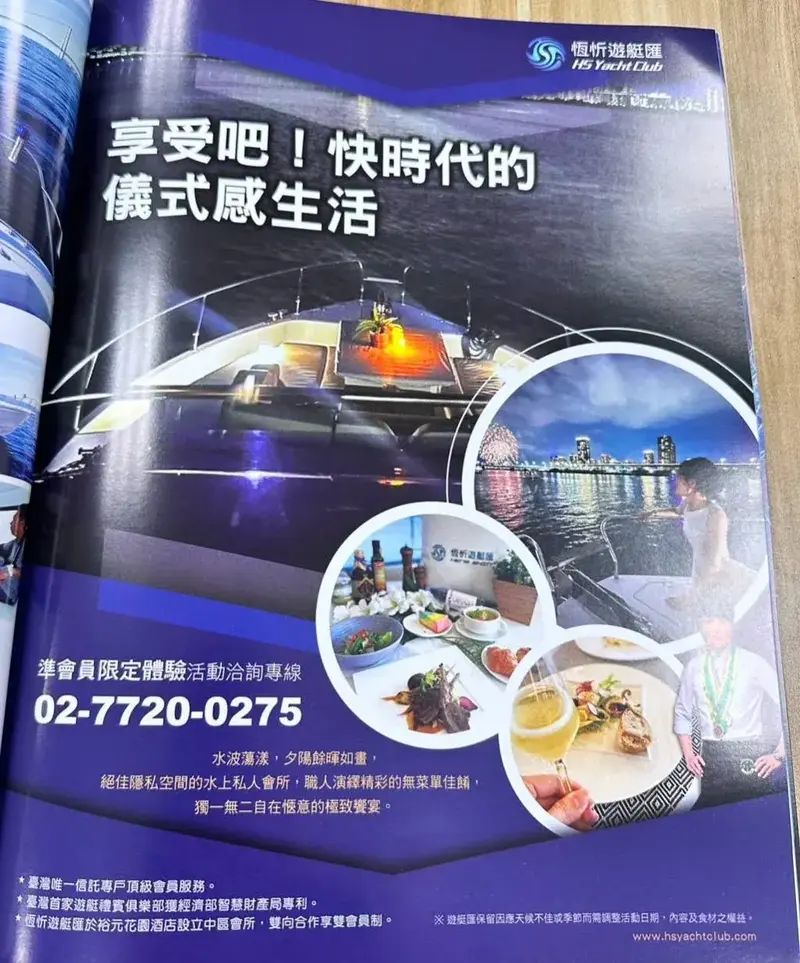 恆忻遊艇匯
HS Yacht Club
享受吧！快時代的
儀式感生活
恆忻遊艇匯
準會員限定體驗活動洽詢專線
02-7720-0275
水波蕩漾，夕陽餘暉如畫，
絕佳隱私空間的水上私人會所，職人演繹精彩的無菜單佳餚，
獨一無二自在愜意的極致饗宴。
* 臺灣唯一信託專戶頂級會員服務。
* 臺灣首家遊艇禮賓俱樂部獲經濟部智慧財產局專利。
* 恆忻遊艇匯於裕元花園酒店設立中區會所，雙向合作享雙會員制。
※ 遊艇匯保留因應天候不佳或季節而需調整活動日期、內容及食材之權益。
www.hsyachtclub.com